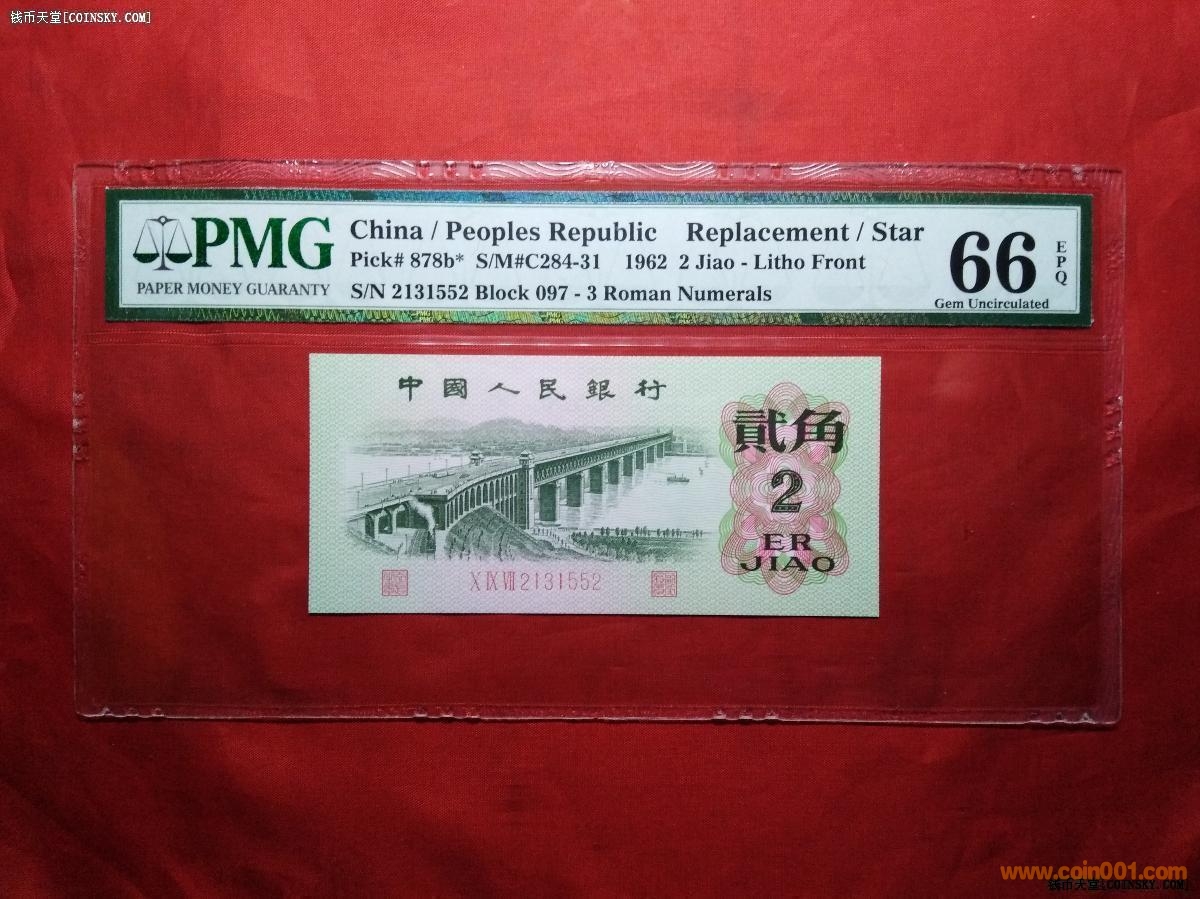 钱币天堂[COINSKY.COM]
PMG
PAPER MONEY GUARANTY
China / Peoples Republic Replacement / Star
Pick# 878b* S/M#C284-31 1962 2 Jiao - Litho Front
S/N 2131552 Block 097 - 3 Roman Numerals
66
EPQ
Gem Uncirculated
中國人民銀行
貳角
2
ER
JIAO
X IX VII 2131552
www.coin001.com
钱币天堂[COINSKY.COM]